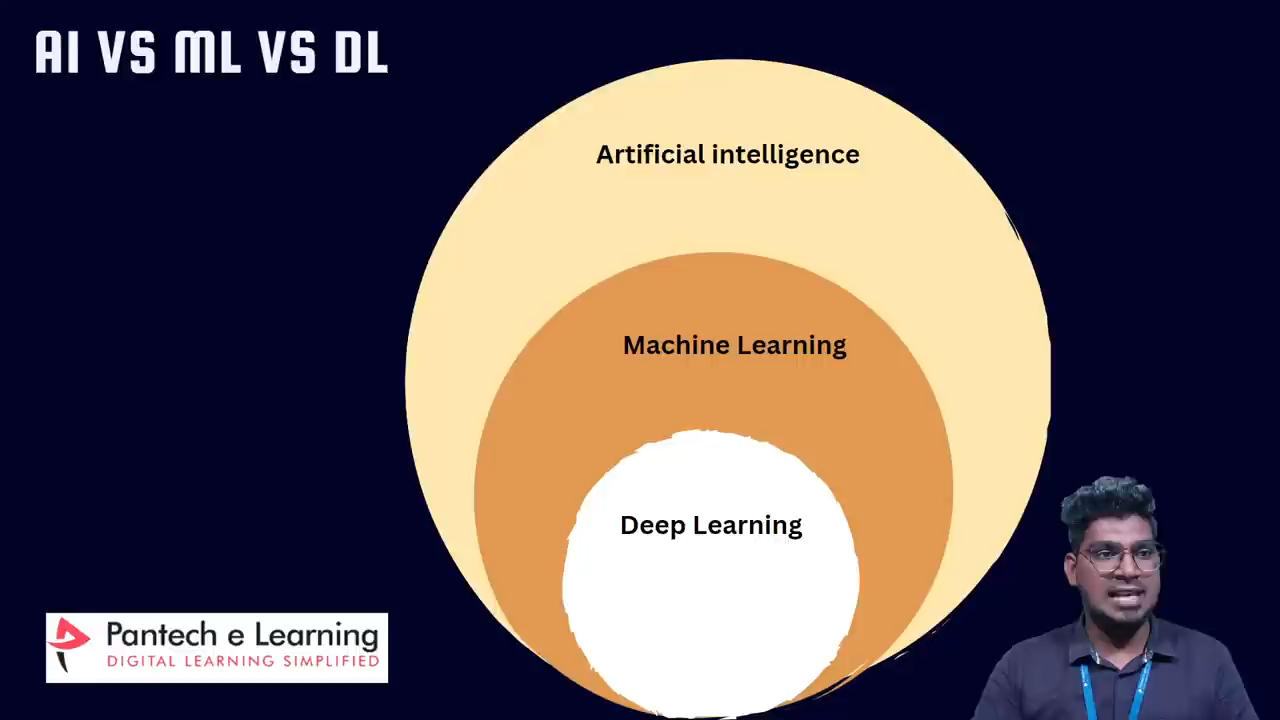 AI VS ML VS DL
Artificial intelligence
Machine Learning
Deep Learning
Pantech e Learning
DIGITAL LEARNING SIMPLIFIED